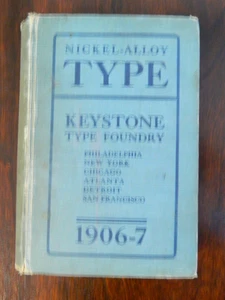 NICKEL-ALLOY
TYPE
KEYSTONE
TYPE FOUNDRY
PHILADELPHIA
NEW YORK
CHICAGO
ATLANTA
DETROIT
SAN FRANCISCO
1906-7